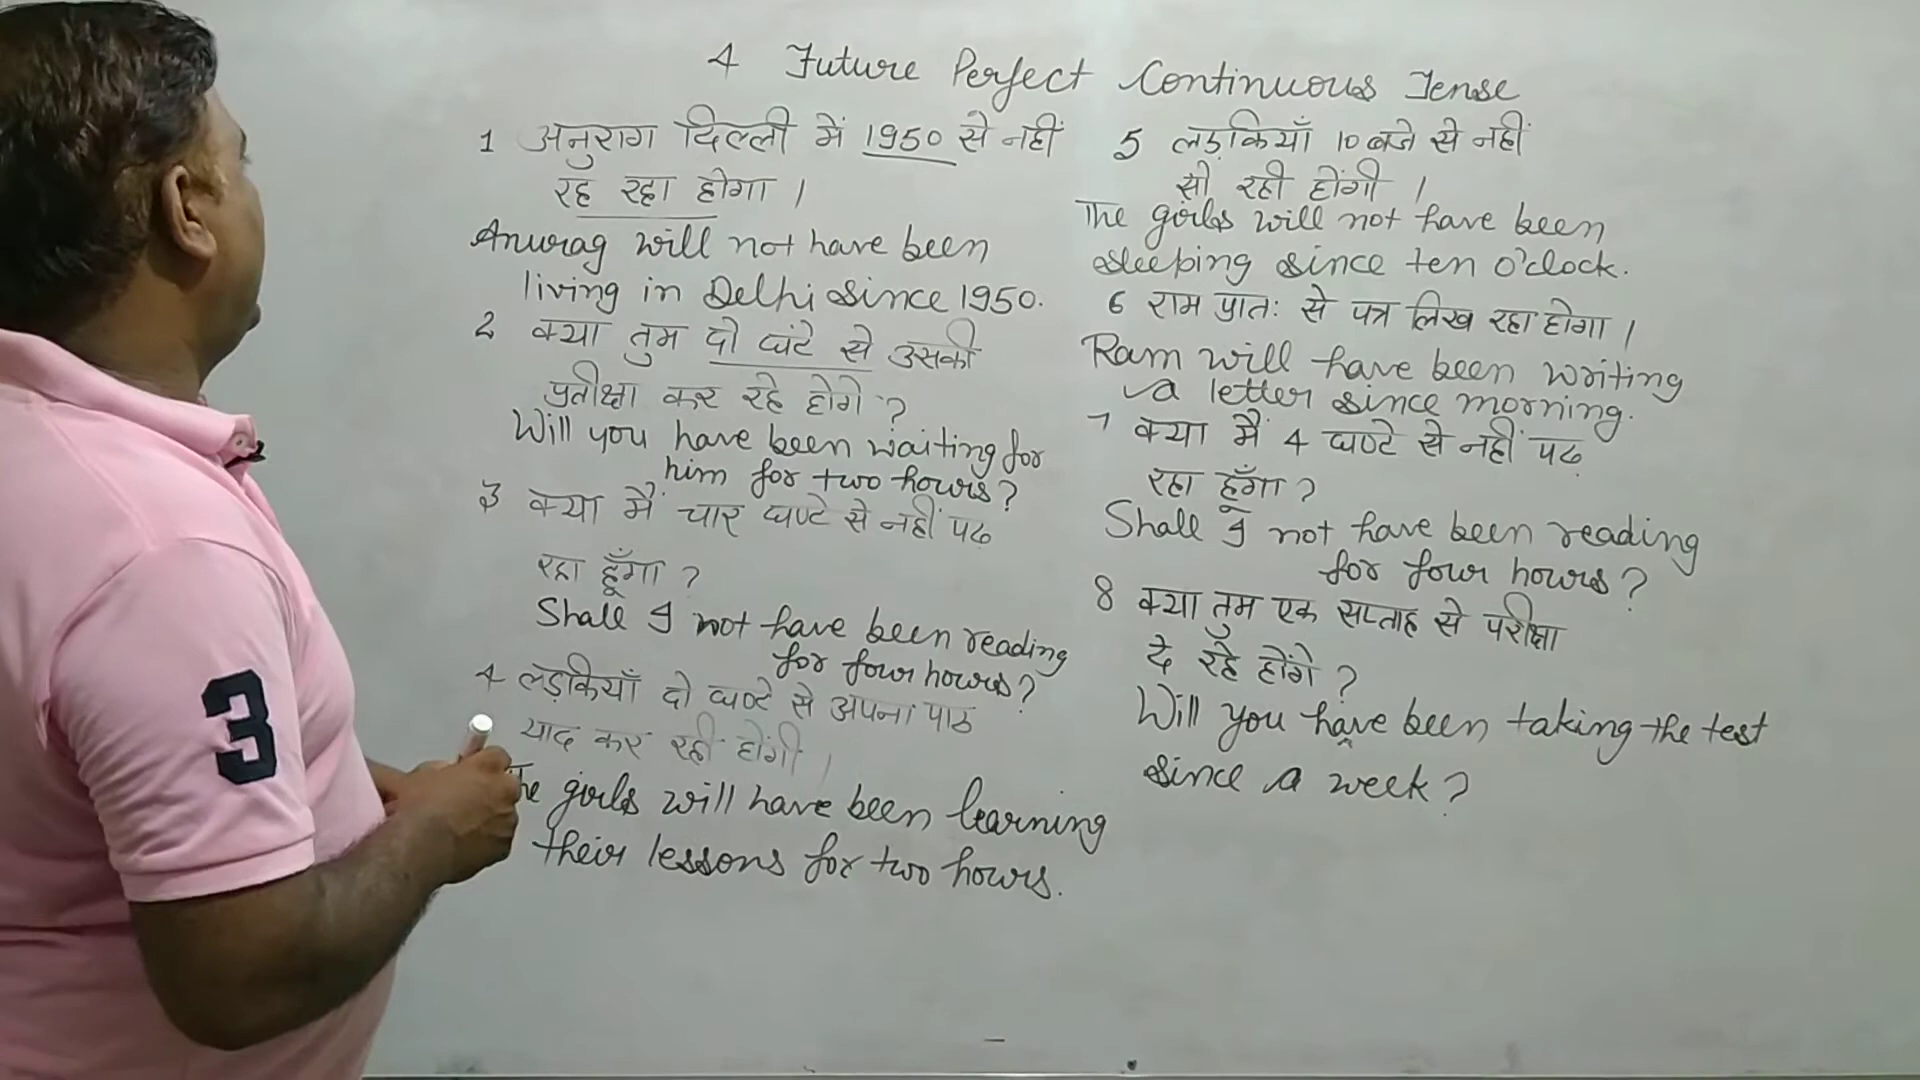 4 Future Perfect Continuous Tense
1 अनुराग दिल्ली में 1950 से नहीं
रह रहा होगा ।
Anurag will not have been
living in Delhi since 1950.
2 क्या तुम दो घंटे से उसकी
प्रतीक्षा कर रहे होगे ?
Will you have been waiting for
him for two hours?
3 क्या मैं चार घण्टे से नहीं पढ़
रहा हूँगा ?
Shall I not have been reading
for four hours?
4 लड़कियाँ दो घण्टे से अपना पाठ
याद कर रही होंगी ।
The girls will have been learning
their lessons for two hours.
5 लड़कियाँ 10 बजे से नहीं
सो रही होंगी ।
The girls will not have been
sleeping since ten o'clock.
6 राम प्रातः से पत्र लिख रहा होगा ।
Ram will have been writing
a letter since morning.
7 क्या मैं 4 घण्टे से नहीं पढ़
रहा हूँगा ?
Shall I not have been reading
for four hours?
8 क्या तुम एक सप्ताह से परीक्षा
दे रहे होंगे ?
Will you have been taking the test
since a week?
3